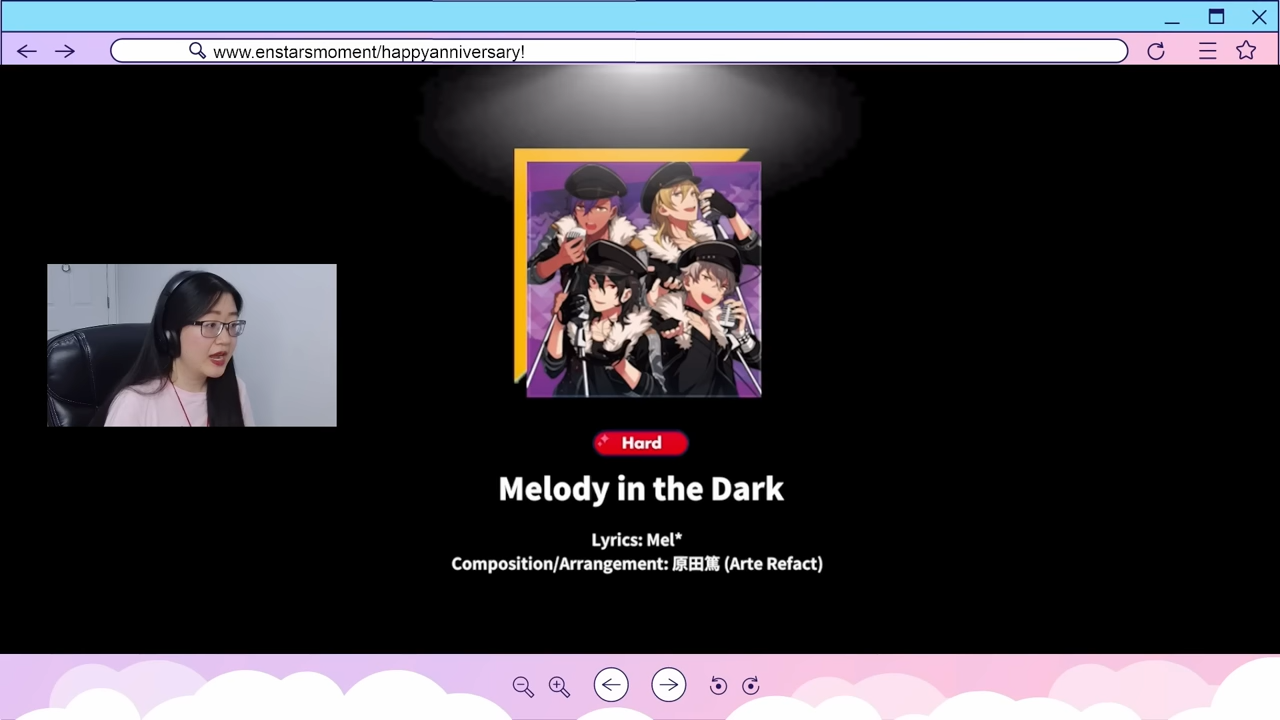 www.enstarsmoment/happyanniversary!
Hard
Melody in the Dark
Lyrics: Mel*
Composition/Arrangement: 原田篤 (Arte Refact)